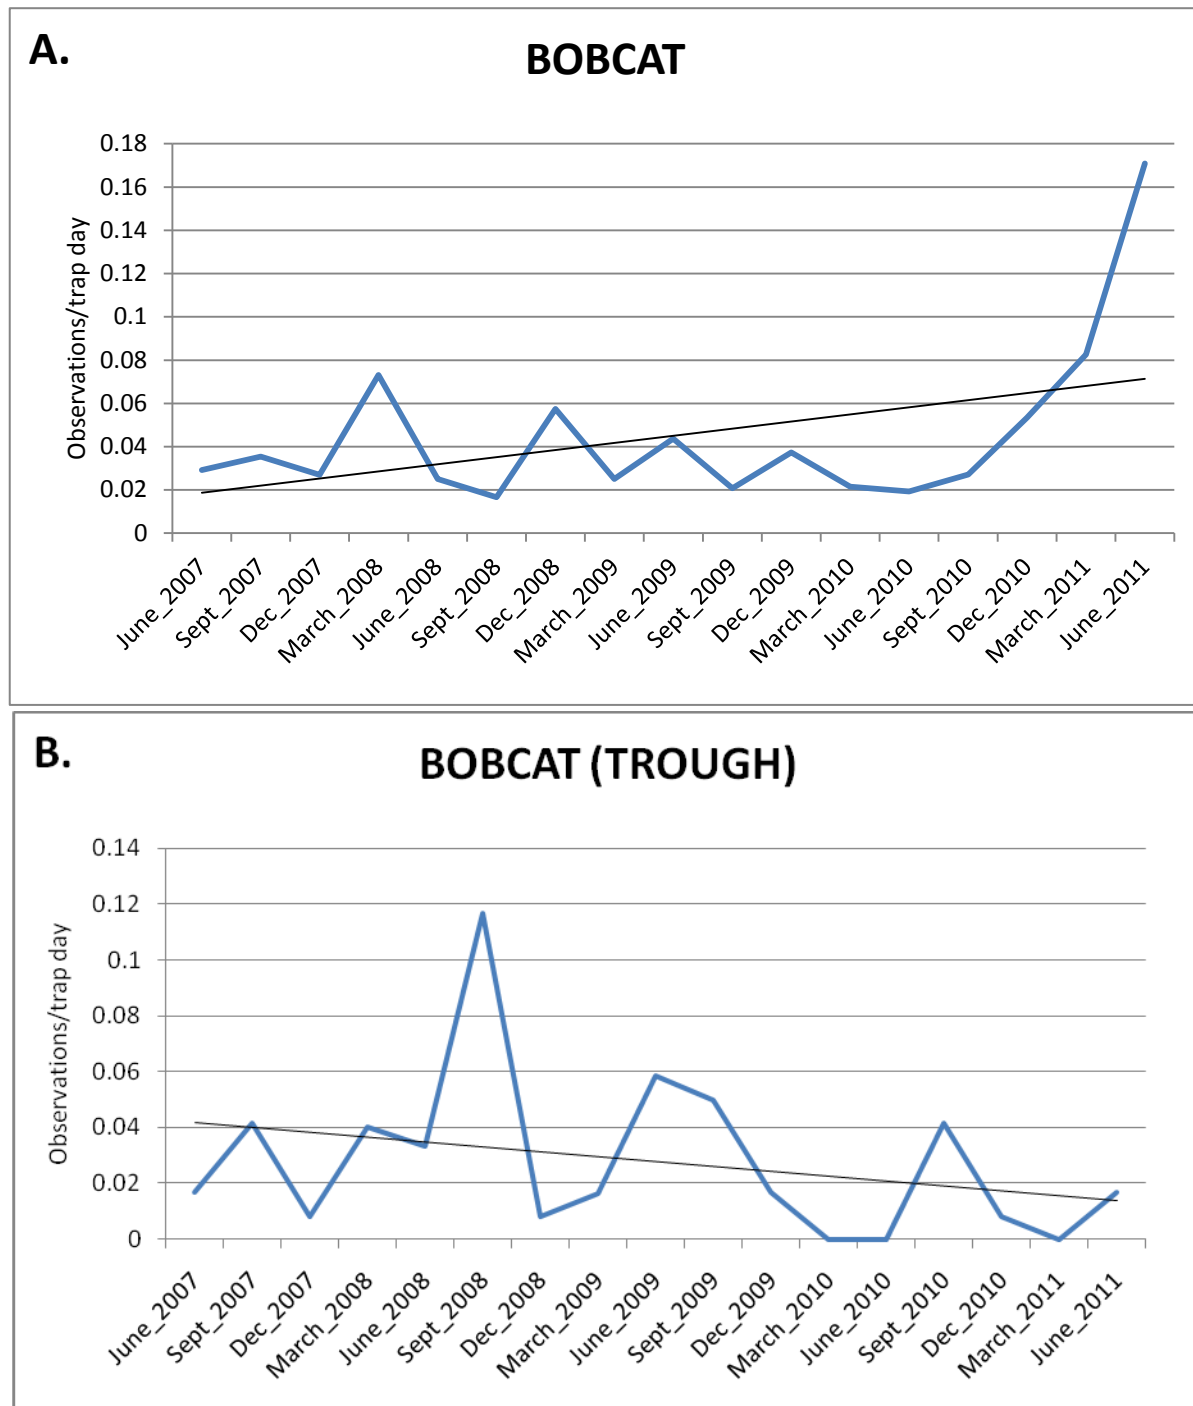 A.
BOBCAT
Observations/trap day
0.18
0.16
0.14
0.12
0.1
0.08
0.06
0.04
0.02
0
June_2007
Sept_2007
Dec_2007
March_2008
June_2008
Sept_2008
Dec_2008
March_2009
June_2009
Sept_2009
Dec_2009
March_2010
June_2010
Sept_2010
Dec_2010
March_2011
June_2011
B.
BOBCAT (TROUGH)
Observations/trap day
0.14
0.12
0.1
0.08
0.06
0.04
0.02
0
June_2007
Sept_2007
Dec_2007
March_2008
June_2008
Sept_2008
Dec_2008
March_2009
June_2009
Sept_2009
Dec_2009
March_2010
June_2010
Sept_2010
Dec_2010
March_2011
June_2011